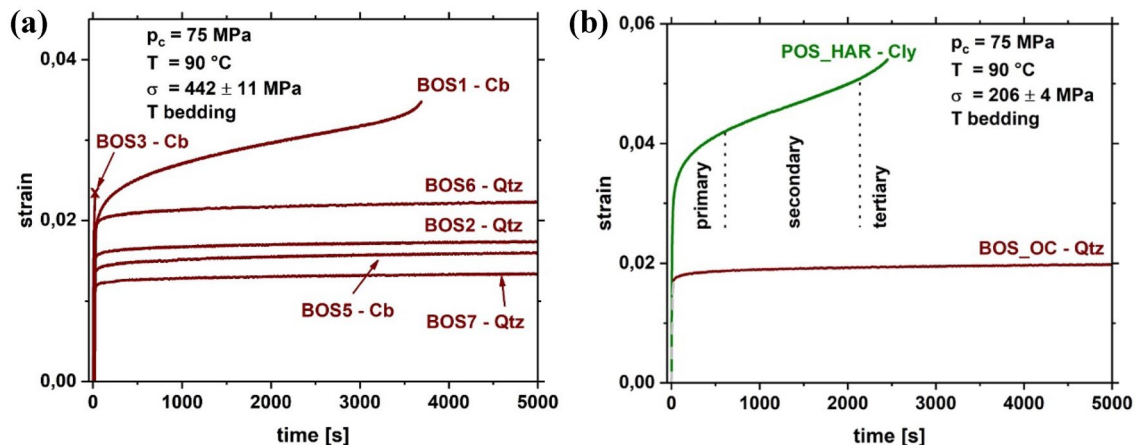 (a)
0,04
0,02
0,00
strain
p_c = 75 MPa
T = 90 °C
σ = 442 ± 11 MPa
T bedding
BOS1 - Cb
BOS3 - Cb
BOS6 - Qtz
BOS2 - Qtz
BOS5 - Cb
BOS7 - Qtz
0 1000 2000 3000 4000 5000
time [s]
(b)
0,06
0,04
0,02
0,00
strain
POS_HAR - Cly
p_c = 75 MPa
T = 90 °C
σ = 206 ± 4 MPa
T bedding
primary
secondary
tertiary
BOS_OC - Qtz
0 1000 2000 3000 4000 5000
time [s]